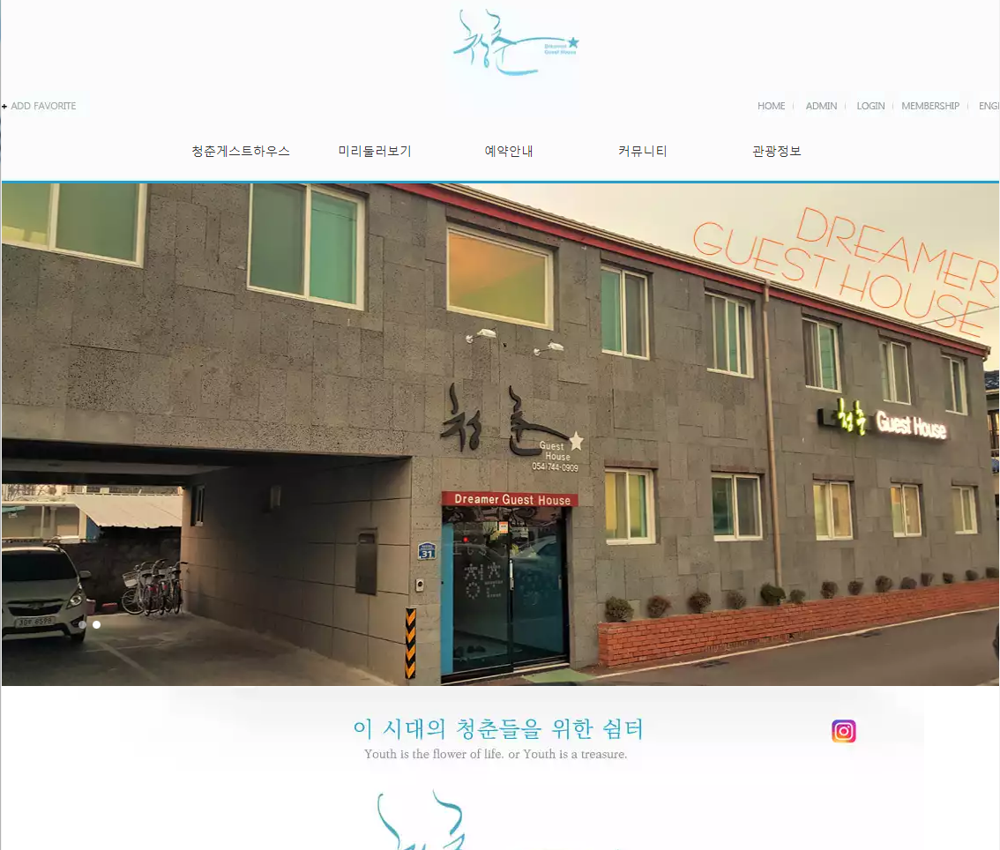 청춘
Dreamer
Guest House
+ ADD FAVORITE
HOME
ADMIN
LOGIN
MEMBERSHIP
ENG
청춘게스트하우스
미리둘러보기
예약안내
커뮤니티
관광정보
DREAMER
GUEST HOUSE
청춘 Guest House
청춘
Guest
House
054)744-0909
Dreamer Guest House
31
이 시대의 청춘들을 위한 쉼터
Youth is the flower of life. or Youth is a treasure.